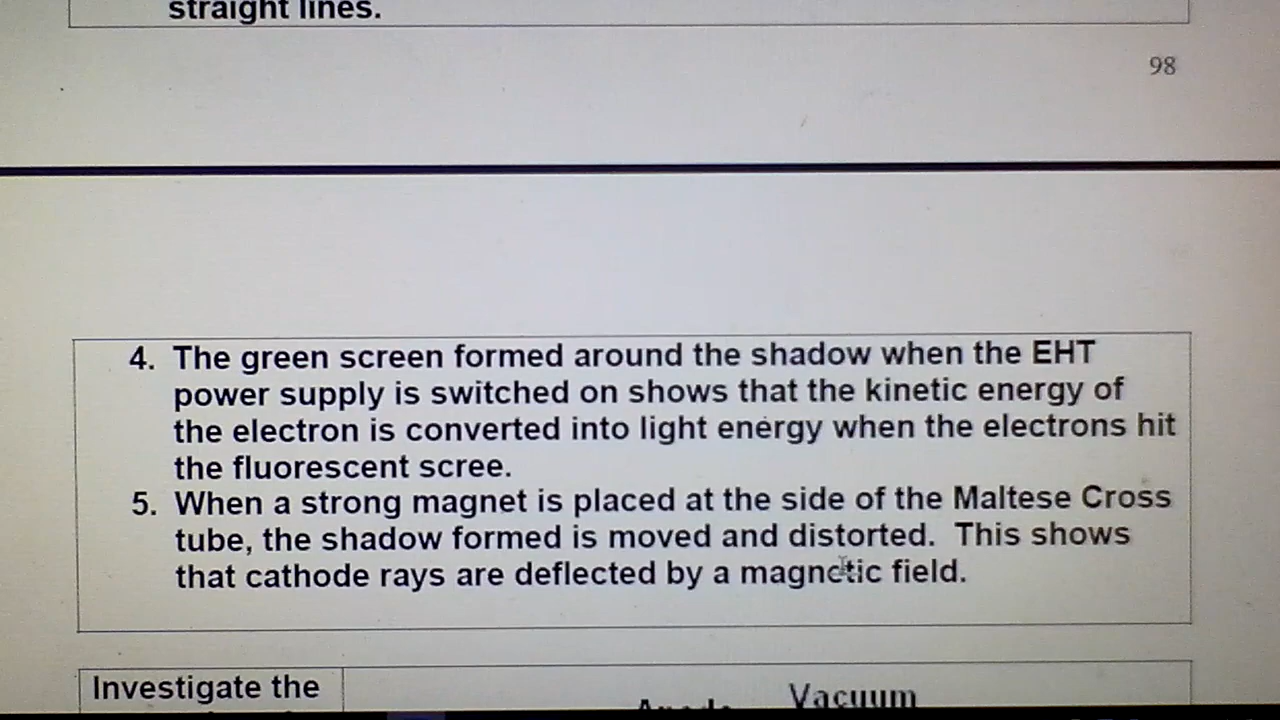 straight lines.
98
4. The green screen formed around the shadow when the EHT
power supply is switched on shows that the kinetic energy of
the electron is converted into light energy when the electrons hit
the fluorescent scree.
5. When a strong magnet is placed at the side of the Maltese Cross
tube, the shadow formed is moved and distorted. This shows
that cathode rays are deflected by a magnetic field.
Investigate the
Vacuum